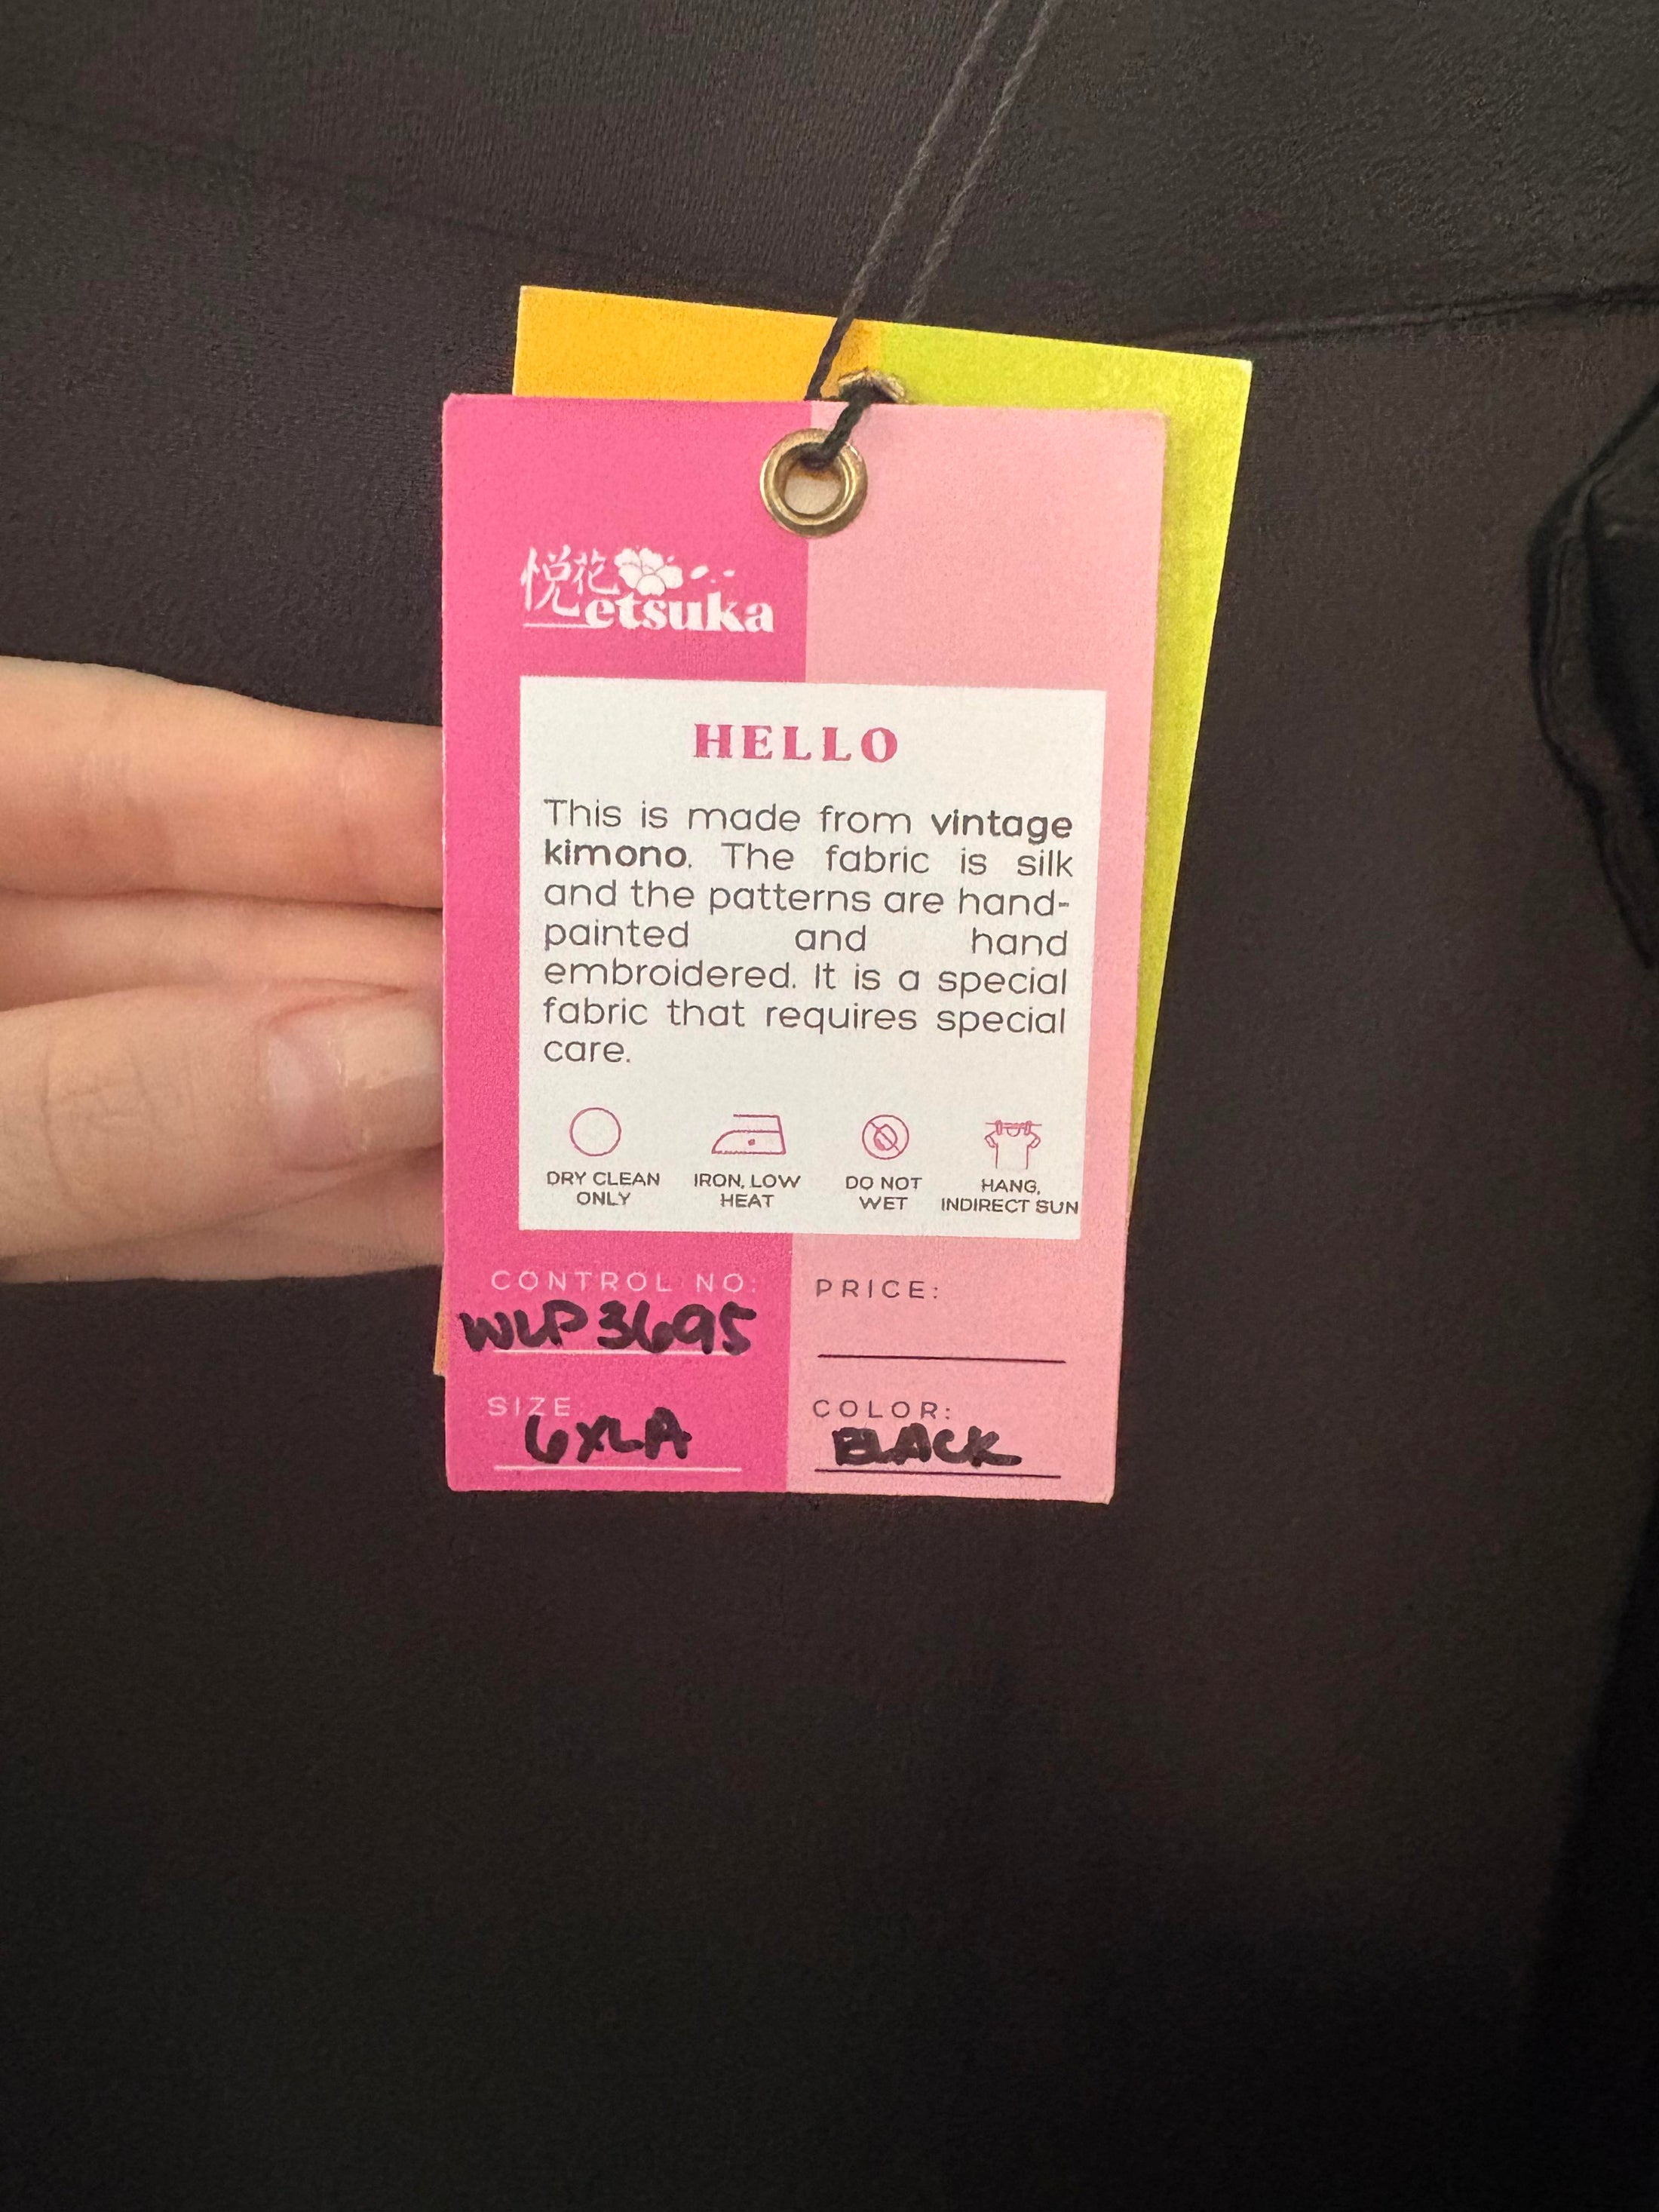 悦花
etsuka
HELLO
This is made from vintage
kimono. The fabric is silk
and the patterns are hand-
painted and hand
embroidered. It is a special
fabric that requires special
care.
DRY CLEAN
ONLY
IRON, LOW
HEAT
DO NOT
WET
HANG,
INDIRECT SUN
CONTROL NO:
WLP3695
PRICE:
SIZE:
6XLA
COLOR:
BLACK